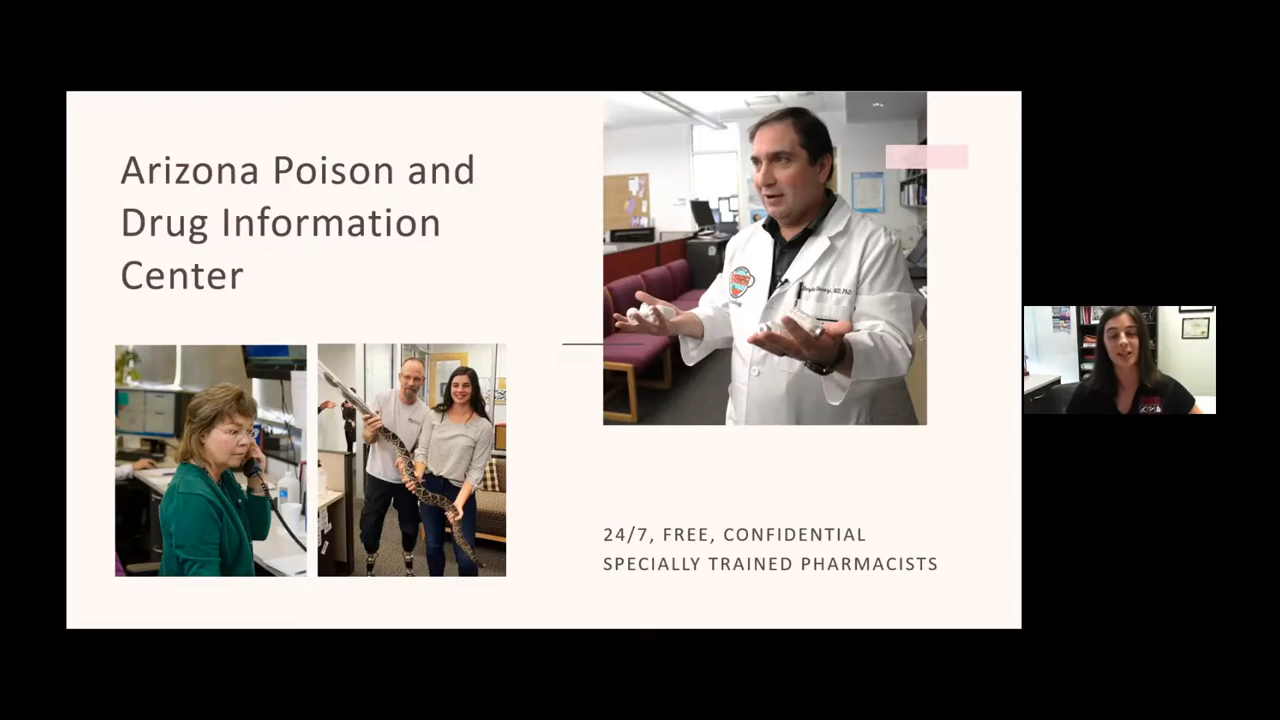 Arizona Poison and
Drug Information
Center
24/7, FREE, CONFIDENTIAL
SPECIALLY TRAINED PHARMACISTS